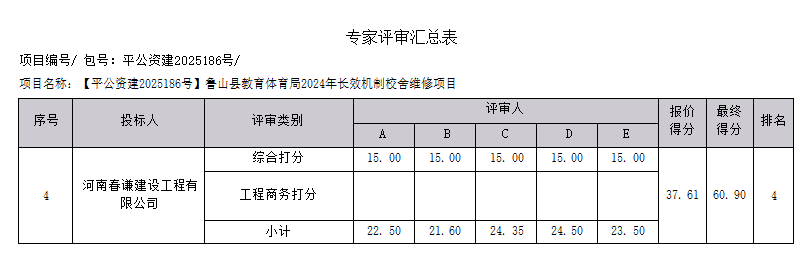 专家评审汇总表
项目编号/ 包号: 平公资建2025186号/
项目名称: 【平公资建2025186号】鲁山县教育体育局2024年长效机制校舍维修项目
序号 投标人 评审类别 评审人 报价得分 最终得分 排名
A B C D E
4 河南春谦建设工程有限公司 综合打分 15.00 15.00 15.00 15.00 15.00 37.61 60.90 4
工程商务打分
小计 22.50 21.60 24.35 24.50 23.50